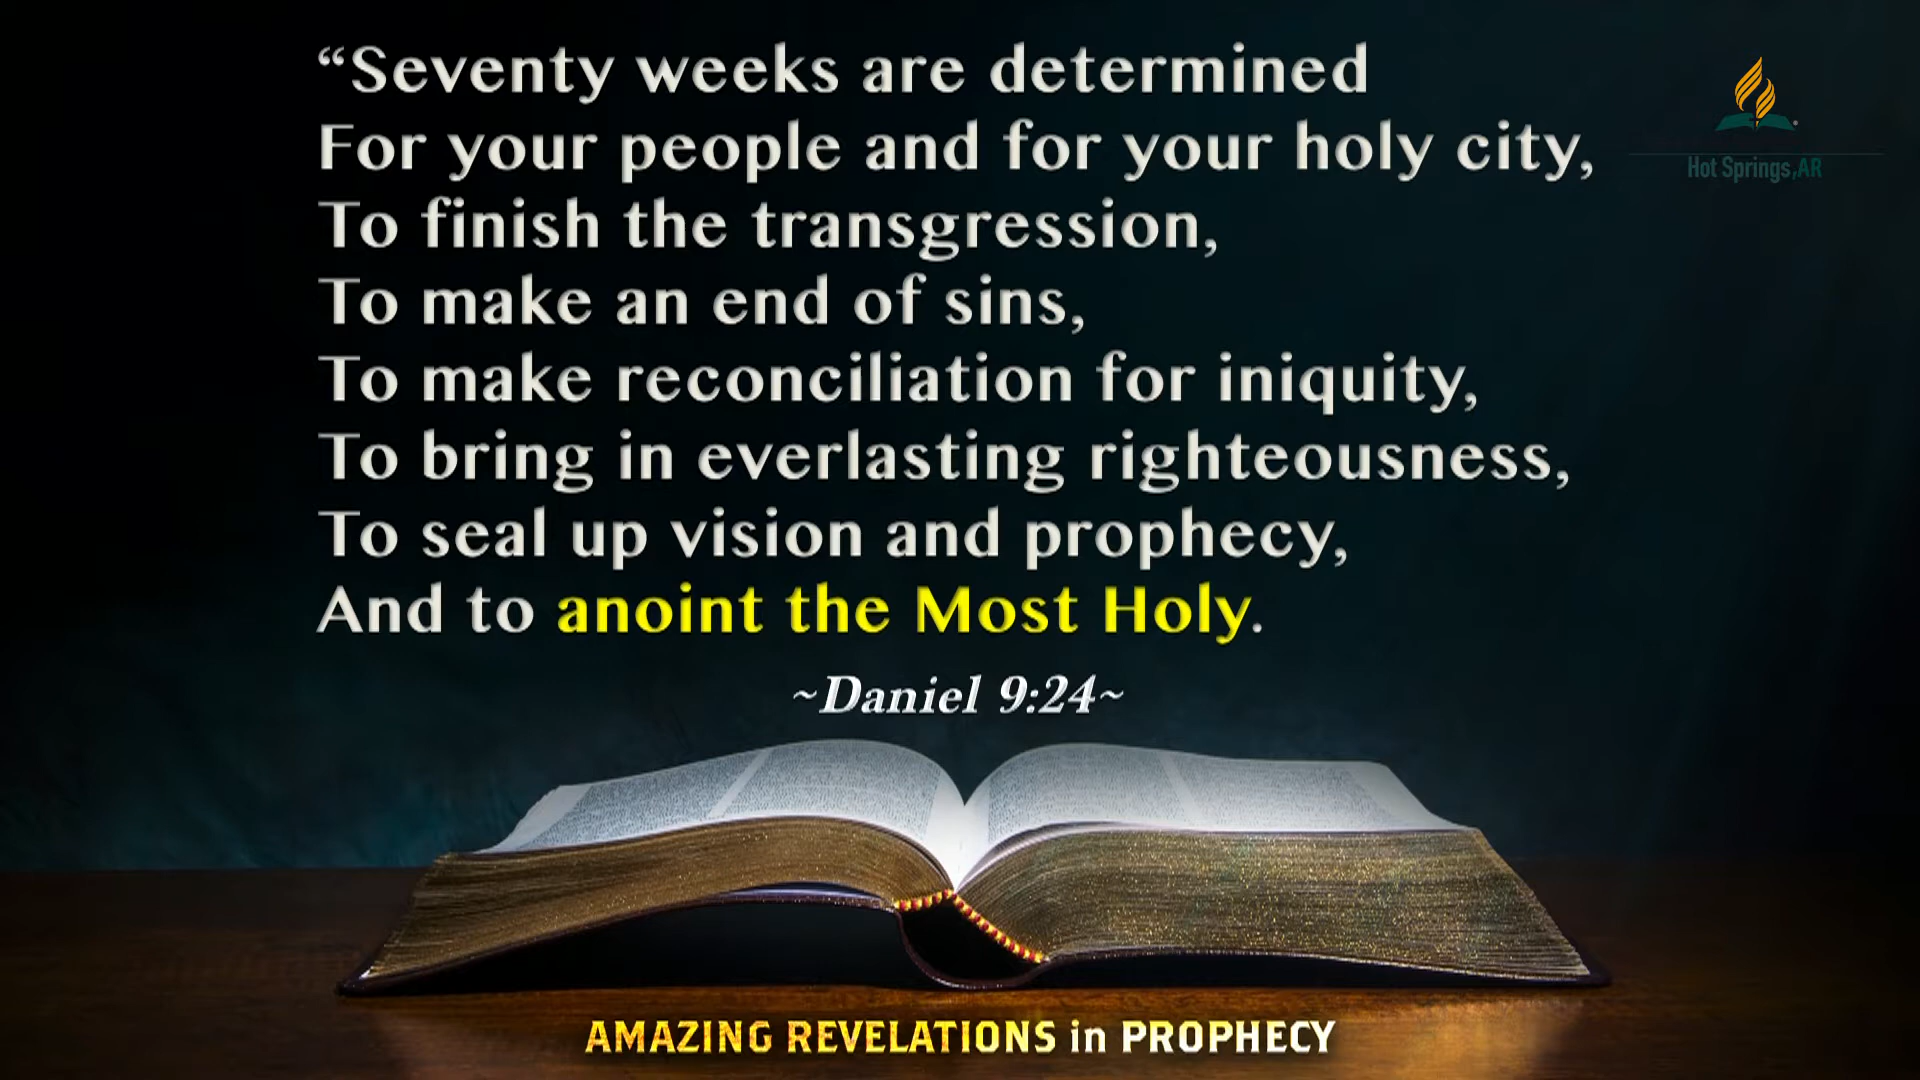 “Seventy weeks are determined
For your people and for your holy city,
To finish the transgression,
To make an end of sins,
To make reconciliation for iniquity,
To bring in everlasting righteousness,
To seal up vision and prophecy,
And to anoint the Most Holy.
~Daniel 9:24~
Hot Springs,AR
AMAZING REVELATIONS in PROPHECY